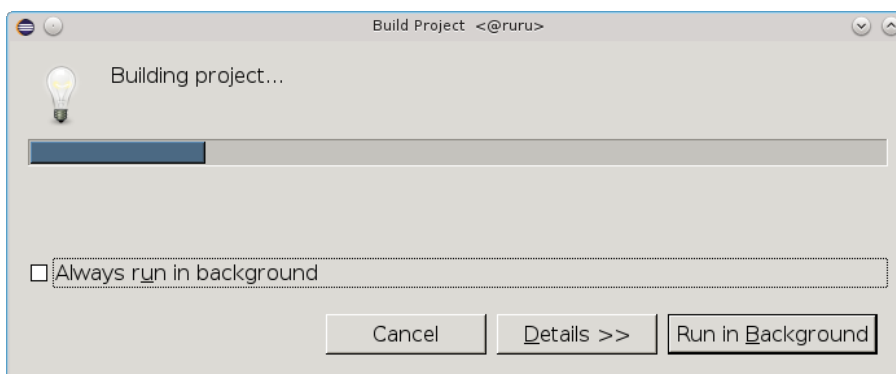 Build Project <@ruru>
Building project...
Always run in background
Cancel
Details >>
Run in Background